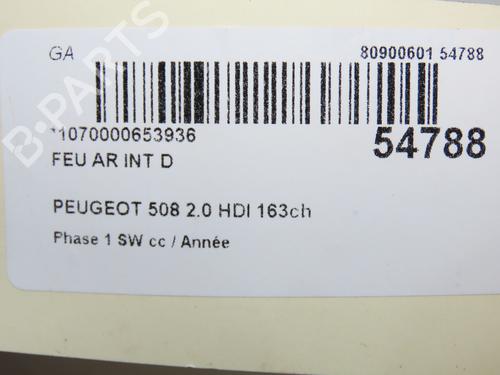 GA
80900601 54788
*1070000653936
54788
FEU AR INT D
PEUGEOT 508 2.0 HDI 163ch
Phase 1 SW cc / Année
B-PARTS